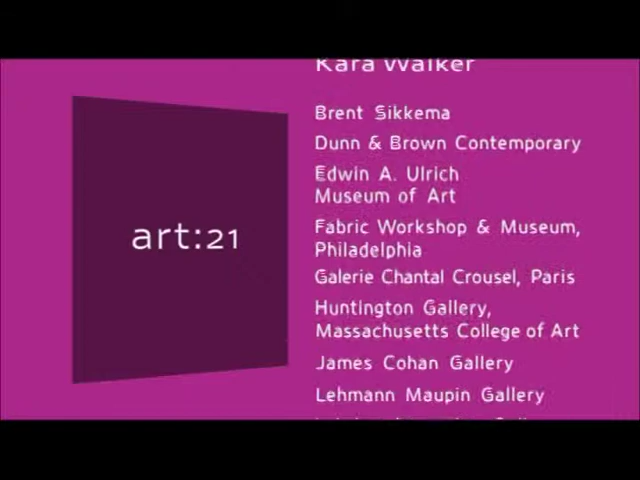 Kara Walker
Brent Sikkema
Dunn & Brown Contemporary
Edwin A. Ulrich
Museum of Art
art:21
Fabric Workshop & Museum,
Philadelphia
Galerie Chantal Crousel, Paris
Huntington Gallery,
Massachusetts College of Art
James Cohan Gallery
Lehmann Maupin Gallery